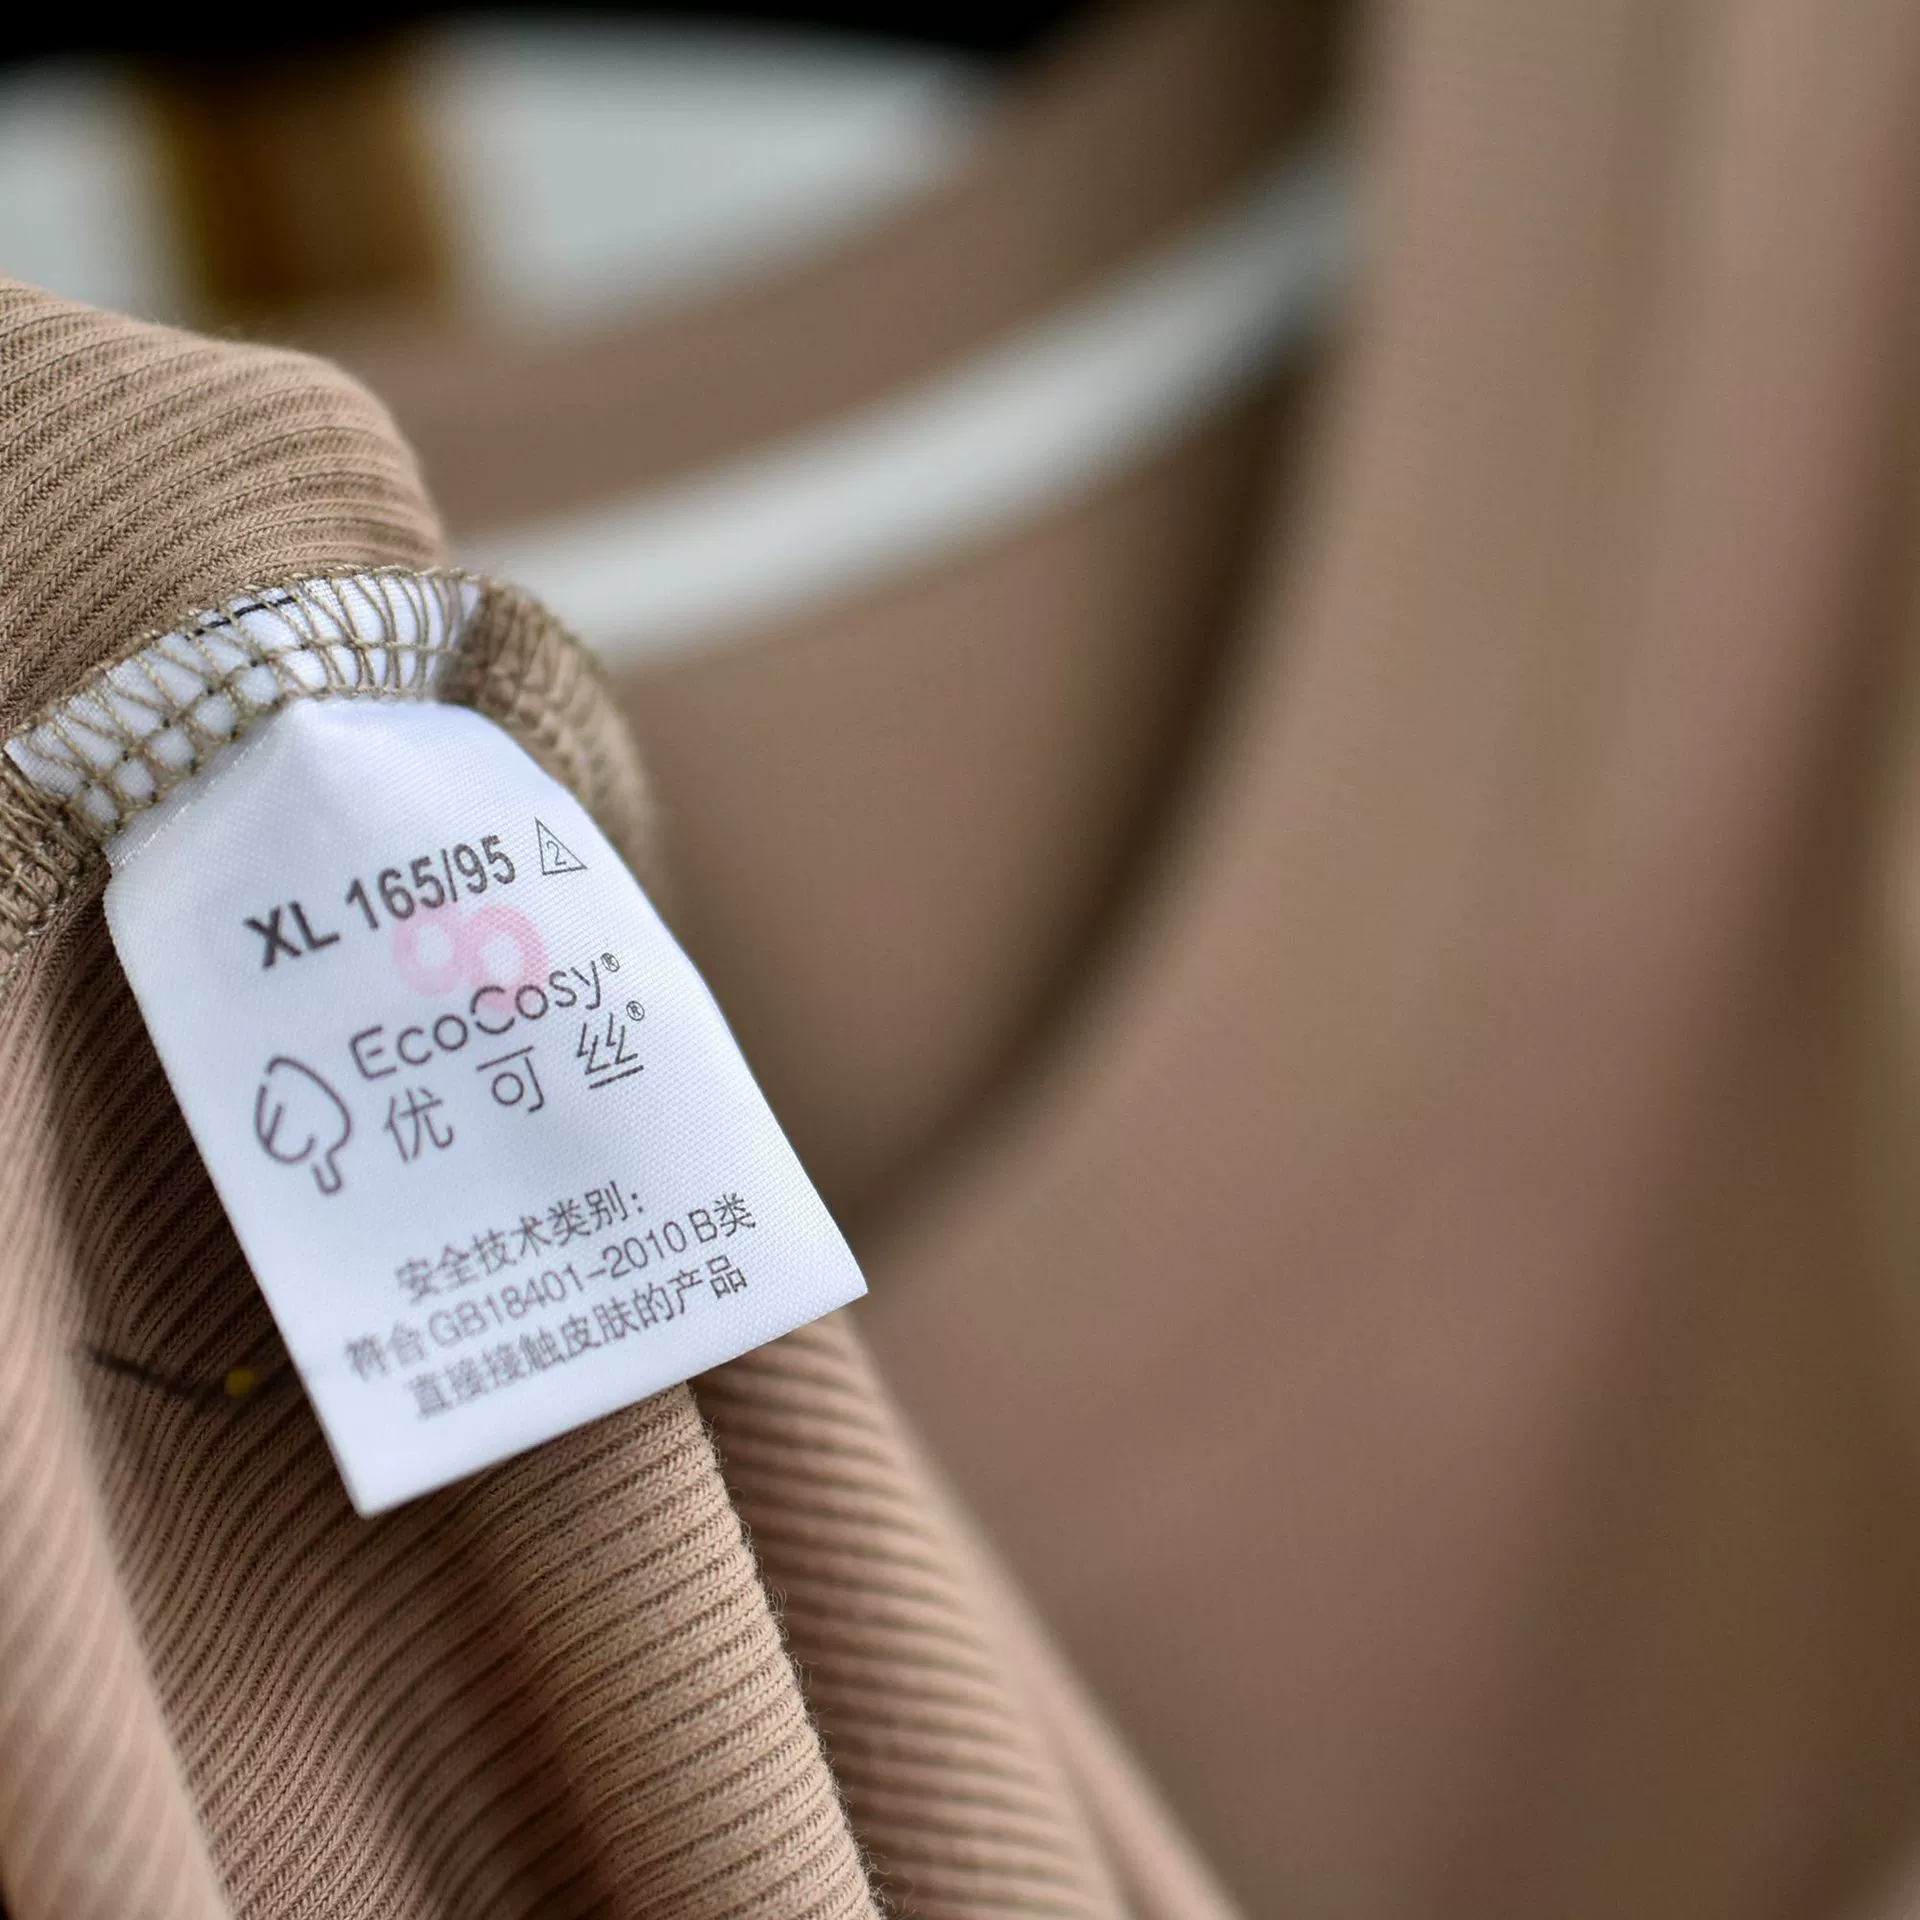 XL 165/95 2
EcoCosy®
优可丝®
安全技术类别：
符合GB18401-2010 B类
直接接触皮肤的产品